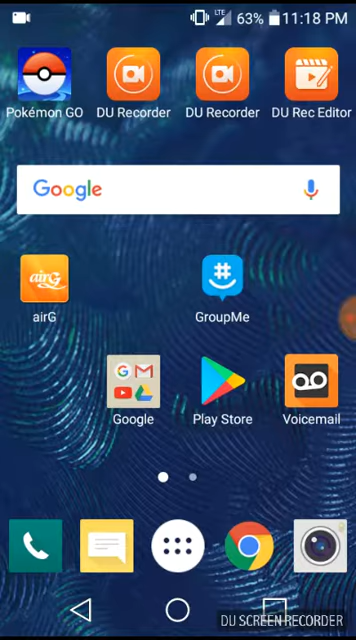 LTE 63% 11:18 PM
Pokémon GO DU Recorder DU Recorder DU Rec Editor
Google
airG
airG GroupMe
G M
Google Play Store Voicemail
DU SCREEN RECORDER